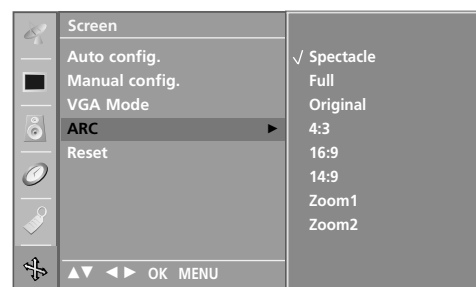 Screen
Auto config.
Manual config.
VGA Mode
ARC ►
Reset
▲▼ ◄► OK MENU
√ Spectacle
Full
Original
4:3
16:9
14:9
Zoom1
Zoom2